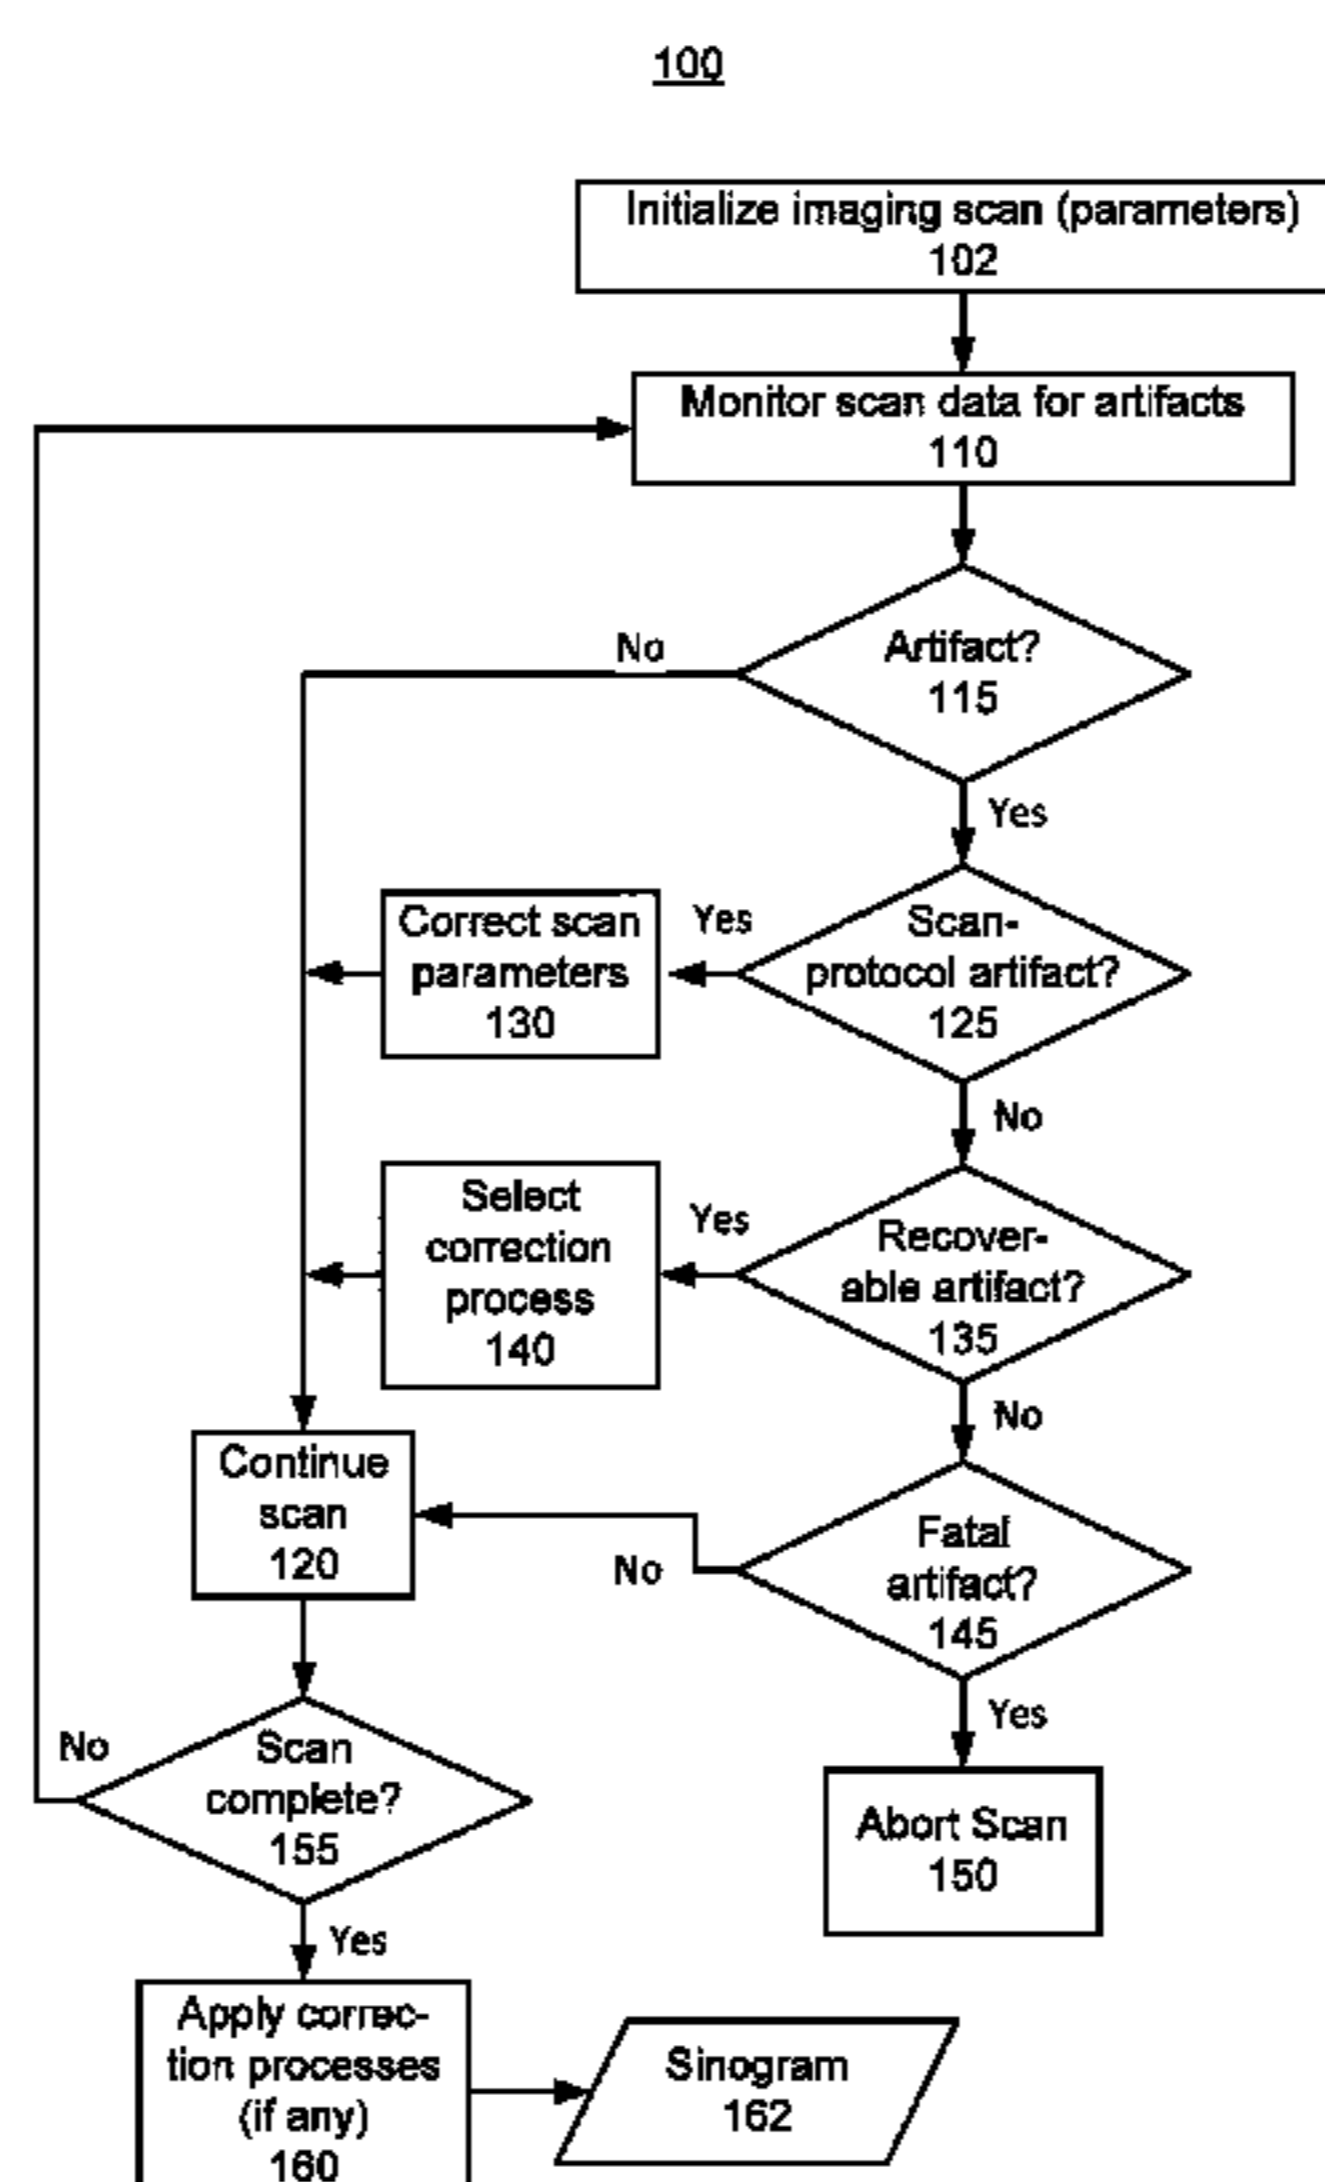 100
Initialize imaging scan (parameters)
102
Monitor scan data for artifacts
110
No
Artifact?
115
Yes
Correct scan
parameters
130
Yes
Scan-
protocol artifact?
125
No
Select
correction
process
140
Yes
Recover-
able artifact?
135
No
Continue
scan
120
No
Fatal
artifact?
145
Yes
No
Scan
complete?
155
Abort Scan
150
Yes
Apply correc-
tion processes
(if any)
160
Sinogram
162